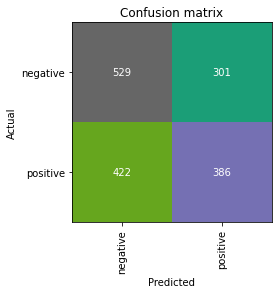 Confusion matrix
Actual
negative
529
301
positive
422
386
negative
positive
Predicted